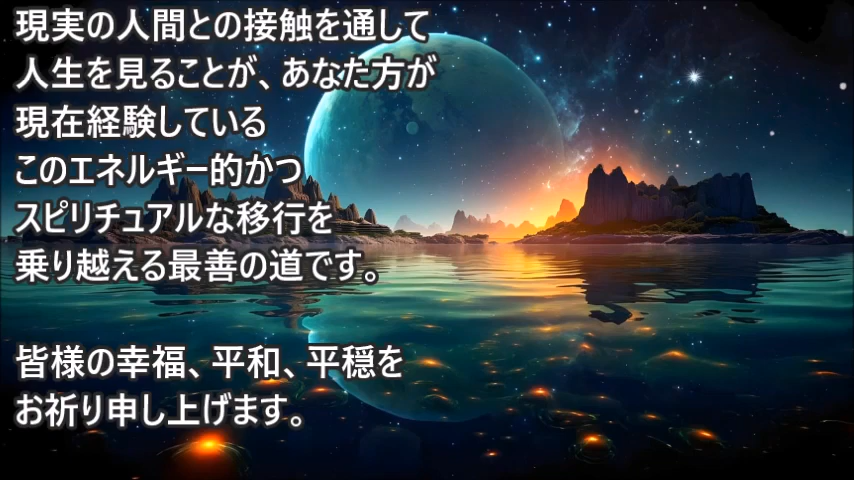 現実の人間との接触を通して
人生を見ることが、あなた方が
現在経験している
このエネルギー的かつ
スピリチュアルな移行を
乗り越える最善の道です。
皆様の幸福、平和、平穏を
お祈り申し上げます。